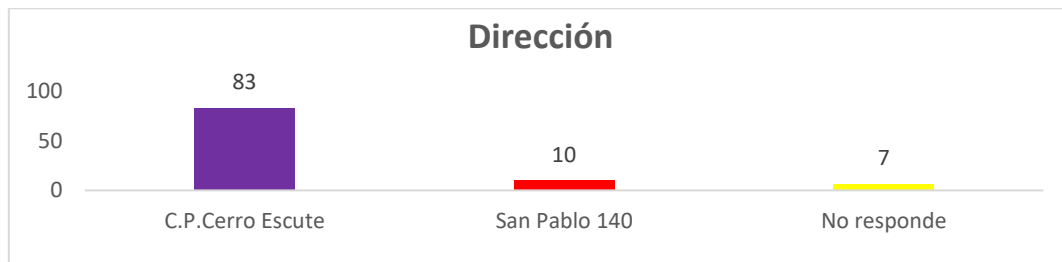 Dirección
83
100
50
10
7
0
C.P.Cerro Escute
San Pablo 140
No responde